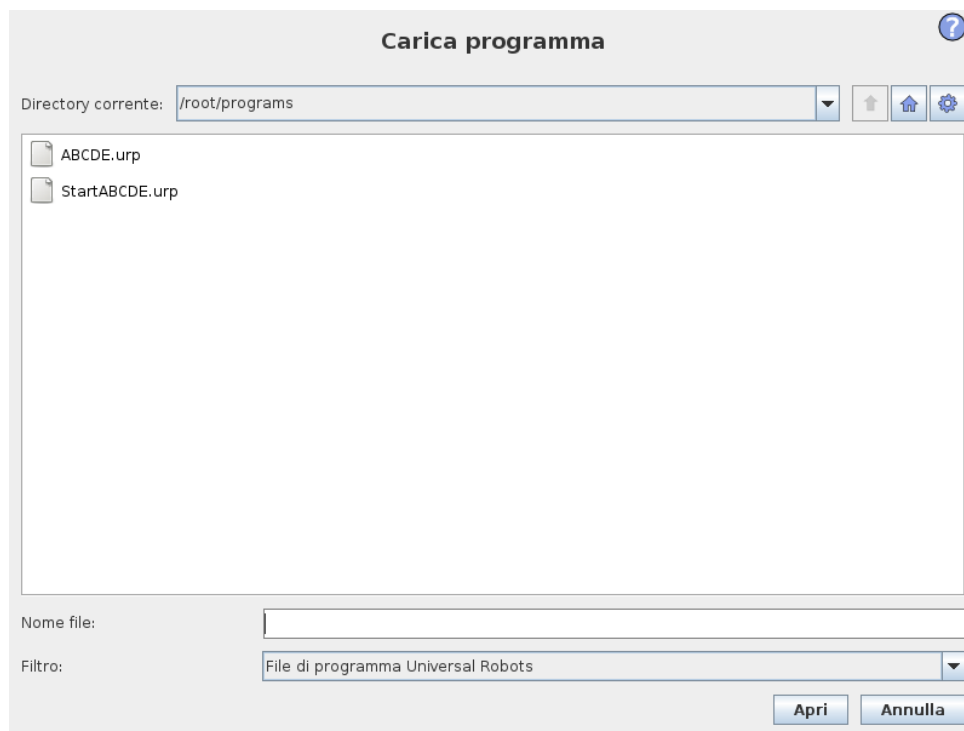 Carica programma
?
Directory corrente: /root/programs
ABCDE.urp
StartABCDE.urp
Nome file:
Filtro: File di programma Universal Robots
Apri Annulla